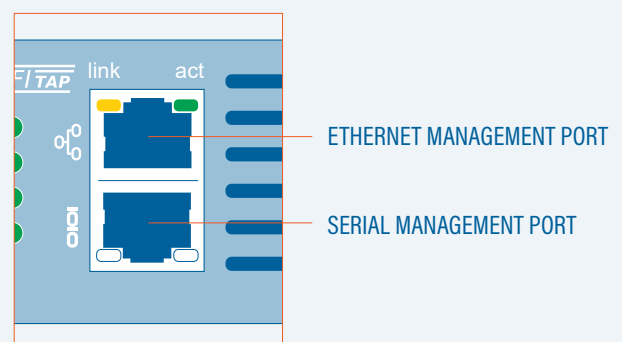 TAP
link act
ETHERNET MANAGEMENT PORT
SERIAL MANAGEMENT PORT